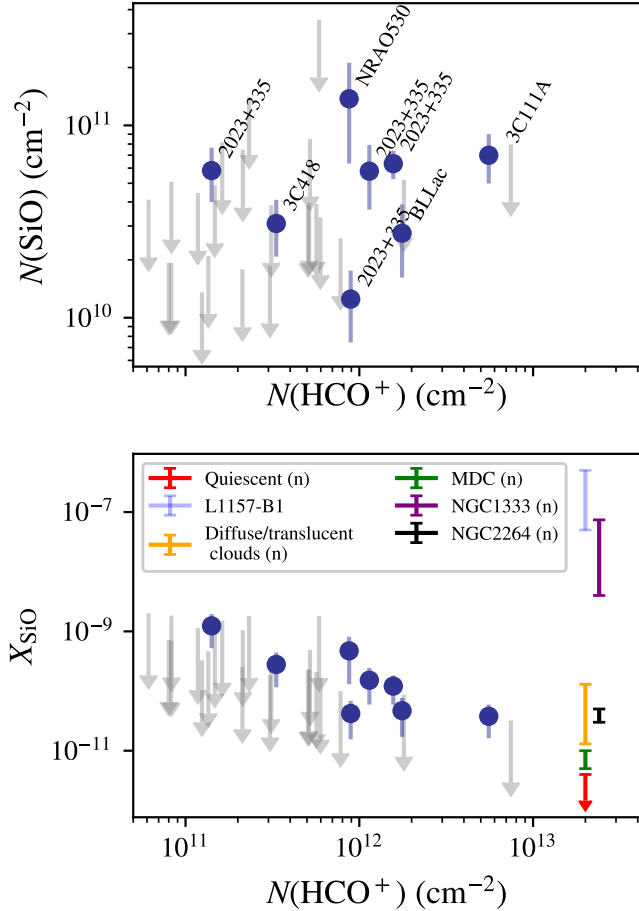 N(SiO) (cm⁻²)
10¹¹
10¹⁰
2023+335
3C418
NRAO530
2023+335
2023+335
2023+335
BLLac
3C111A
N(HCO⁺) (cm⁻²)
X_SiO
10⁻⁷
10⁻⁹
10⁻¹¹
Quiescent (n)
L1157-B1
Diffuse/translucent
clouds (n)
MDC (n)
NGC1333 (n)
NGC2264 (n)
10¹¹
10¹²
10¹³
N(HCO⁺) (cm⁻²)